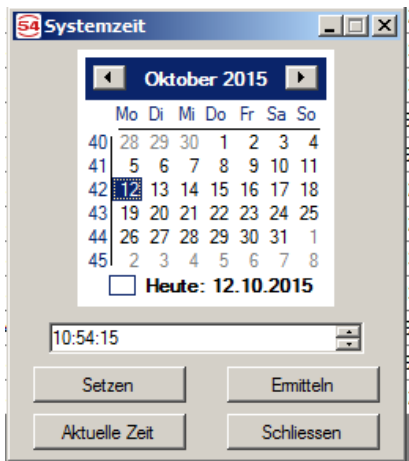 S4 Systemzeit
Oktober 2015
Mo Di Mi Do Fr Sa So
40 28 29 30 1 2 3 4
41 5 6 7 8 9 10 11
42 12 13 14 15 16 17 18
43 19 20 21 22 23 24 25
44 26 27 28 29 30 31 1
45 2 3 4 5 6 7 8
Heute: 12.10.2015
10:54:15
Setzen Ermitteln
Aktuelle Zeit Schliessen